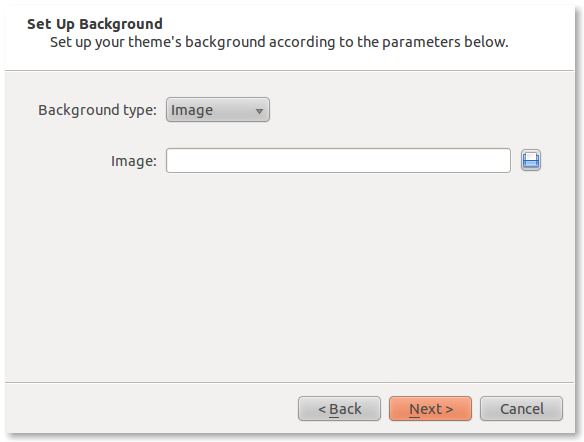 Set Up Background
Set up your theme's background according to the parameters below.
Background type: Image
Image:
< Back Next > Cancel